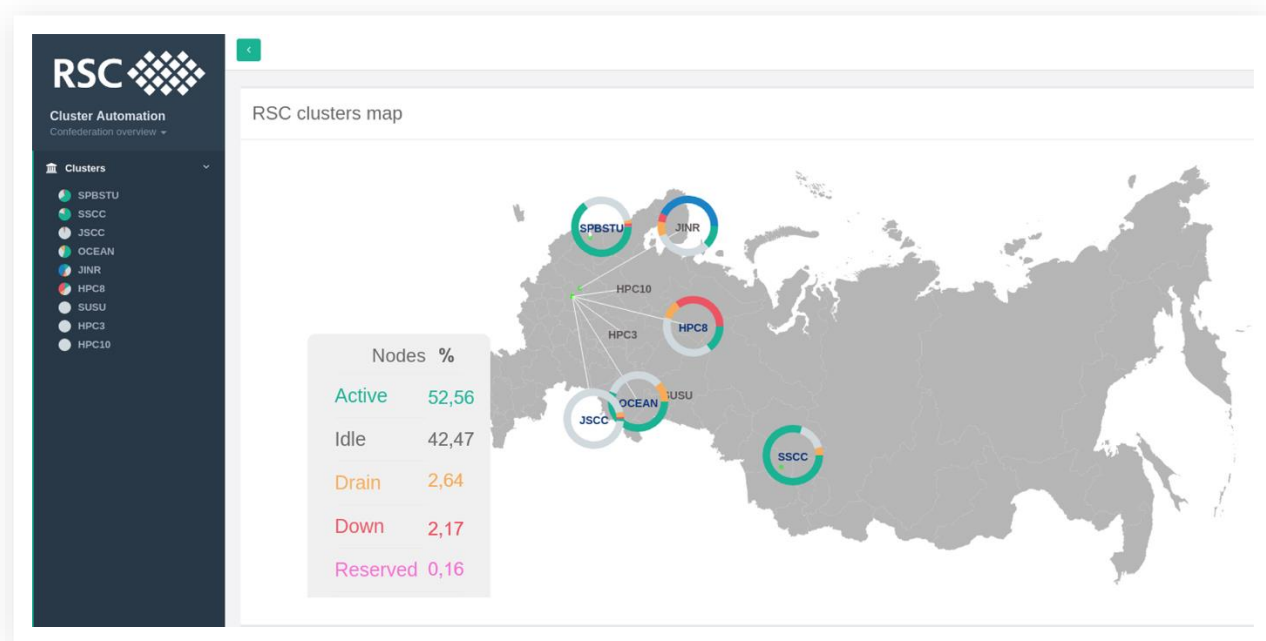 RSC
Cluster Automation
Confederation overview
Clusters
SPBSTU
SSCC
JSCC
OCEAN
JINR
HPC8
SUSU
HPC3
HPC10
RSC clusters map
SPBSTU
JINR
HPC10
HPC8
HPC3
OCEAN
SUSU
JSCC
SSCC
Nodes %
Active 52,56
Idle 42,47
Drain 2,64
Down 2,17
Reserved 0,16